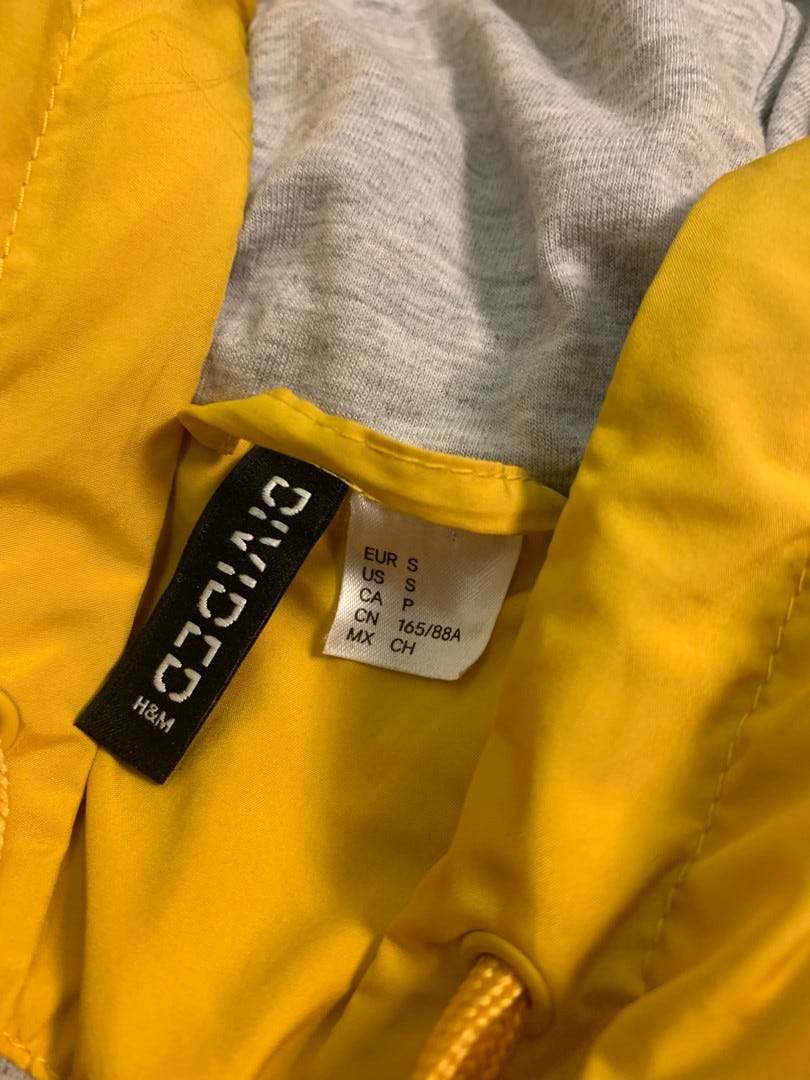 DIVIDED
H&M
EUR S
US S
CA P
CN 165/88A
MX CH